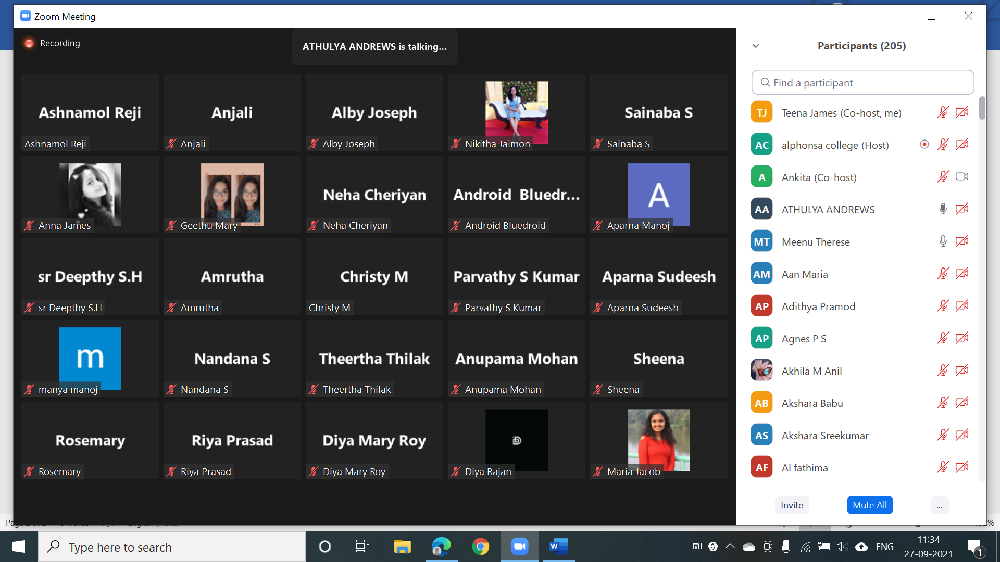 Zoom Meeting
Recording
ATHULYA ANDREWS is talking...
Ashnamol Reji
Anjali
Alby Joseph
Sainaba S
Ashnamol Reji
Anjali
Alby Joseph
Nikitha Jaimon
Sainaba S
Neha Cheriyan
Android Bluedr...
A
Anna James
Geethu Mary
Neha Cheriyan
Android Bluedroid
Aparna Manoj
sr Deepthy S.H
Amrutha
Christy M
Parvathy S Kumar
Aparna Sudeesh
sr Deepthy S.H
Amrutha
Christy M
Parvathy S Kumar
Aparna Sudeesh
m
Nandana S
Theertha Thilak
Anupama Mohan
Sheena
manya manoj
Nandana S
Theertha Thilak
Anupama Mohan
Sheena
Rosemary
Riya Prasad
Diya Mary Roy
Rosemary
Riya Prasad
Diya Mary Roy
Diya Rajan
Maria Jacob
Participants (205)
Find a participant
TJ Teena James (Co-host, me)
AC alphonsa college (Host)
A Ankita (Co-host)
AA ATHULYA ANDREWS
MT Meenu Therese
AM Aan Maria
AP Adithya Pramod
AP Agnes P S
Akhila M Anil
AB Akshara Babu
AS Akshara Sreekumar
AF Al fathima
Invite
Mute All
...
Type here to search
W
MI
ENG
11:34
27-09-2021
1